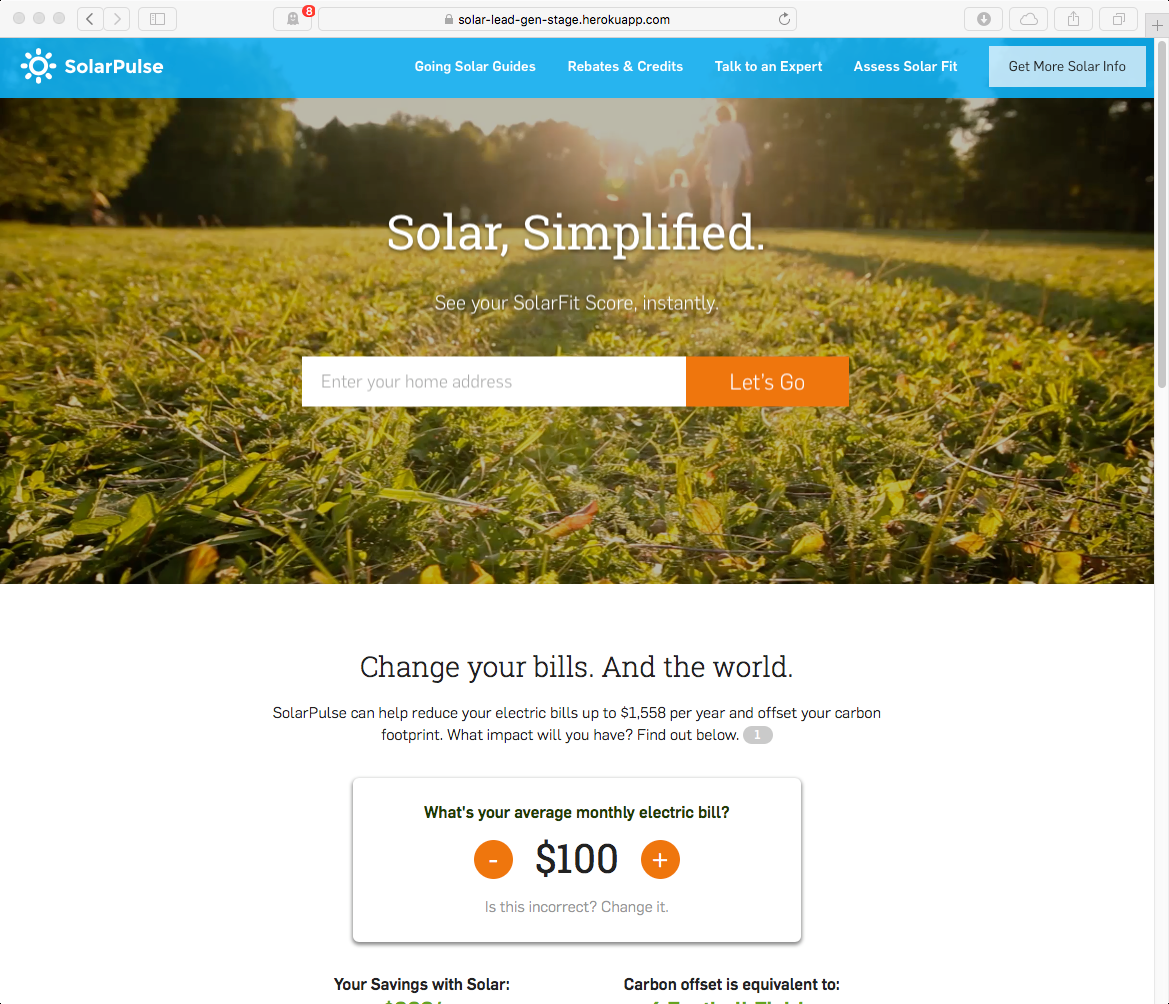 8
solar-lead-gen-stage.herokuapp.com
SolarPulse
Going Solar Guides
Rebates & Credits
Talk to an Expert
Assess Solar Fit
Get More Solar Info
Solar, Simplified.
See your SolarFit Score, instantly.
Enter your home address
Let's Go
Change your bills. And the world.
SolarPulse can help reduce your electric bills up to $1,558 per year and offset your carbon
footprint. What impact will you have? Find out below. 1
What's your average monthly electric bill?
- $100 +
Is this incorrect? Change it.
Your Savings with Solar:
Carbon offset is equivalent to: